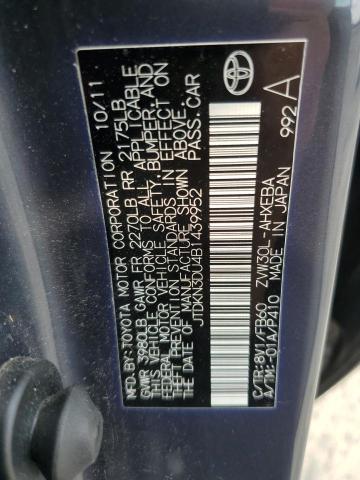 MFD.BY:TOYOTA MOTOR CORPORATION 10/11
GVWR 3980LB GAWR FR 2270LB RR 2175LB
THIS VEHICLE CONFORMS TO ALL APPLICABLE
FEDERAL MOTOR VEHICLE SAFETY, BUMPER, AND
THEFT PREVENTION STANDARDS IN EFFECT ON
THE DATE OF MANUFACTURE SHOWN ABOVE.
JTDKN3DU4B1439952 PASS.CAR
ZVW30L-AHXEBA
C/TR:8V1/FB60 MADE IN JAPAN
A/TM:-01A/P410 992 A